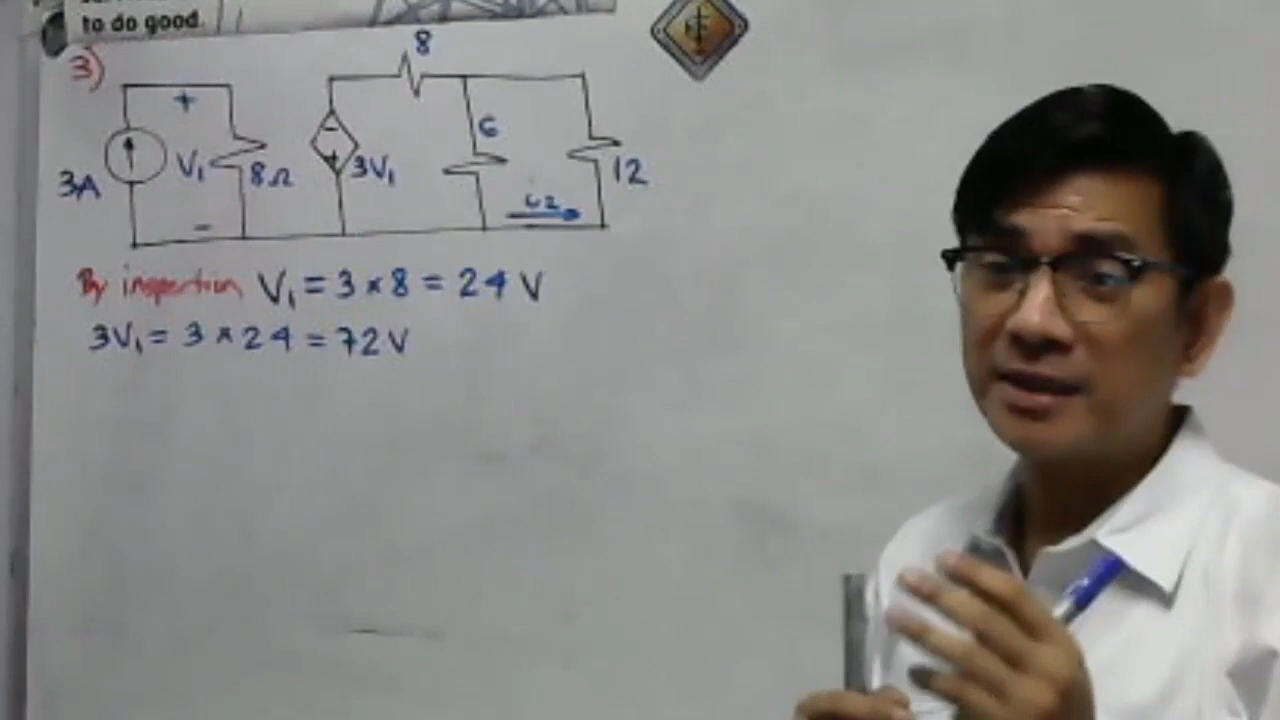 to do good.
3)
8
+
6
V₁
8Ω
-
+
3V₁
12
3A
-
i2
By inspection V₁ = 3 × 8 = 24 V
3V₁ = 3 × 24 = 72 V